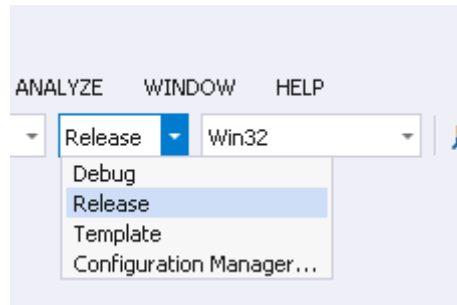 ANALYZE WINDOW HELP
Release Win32
Debug
Release
Template
Configuration Manager...